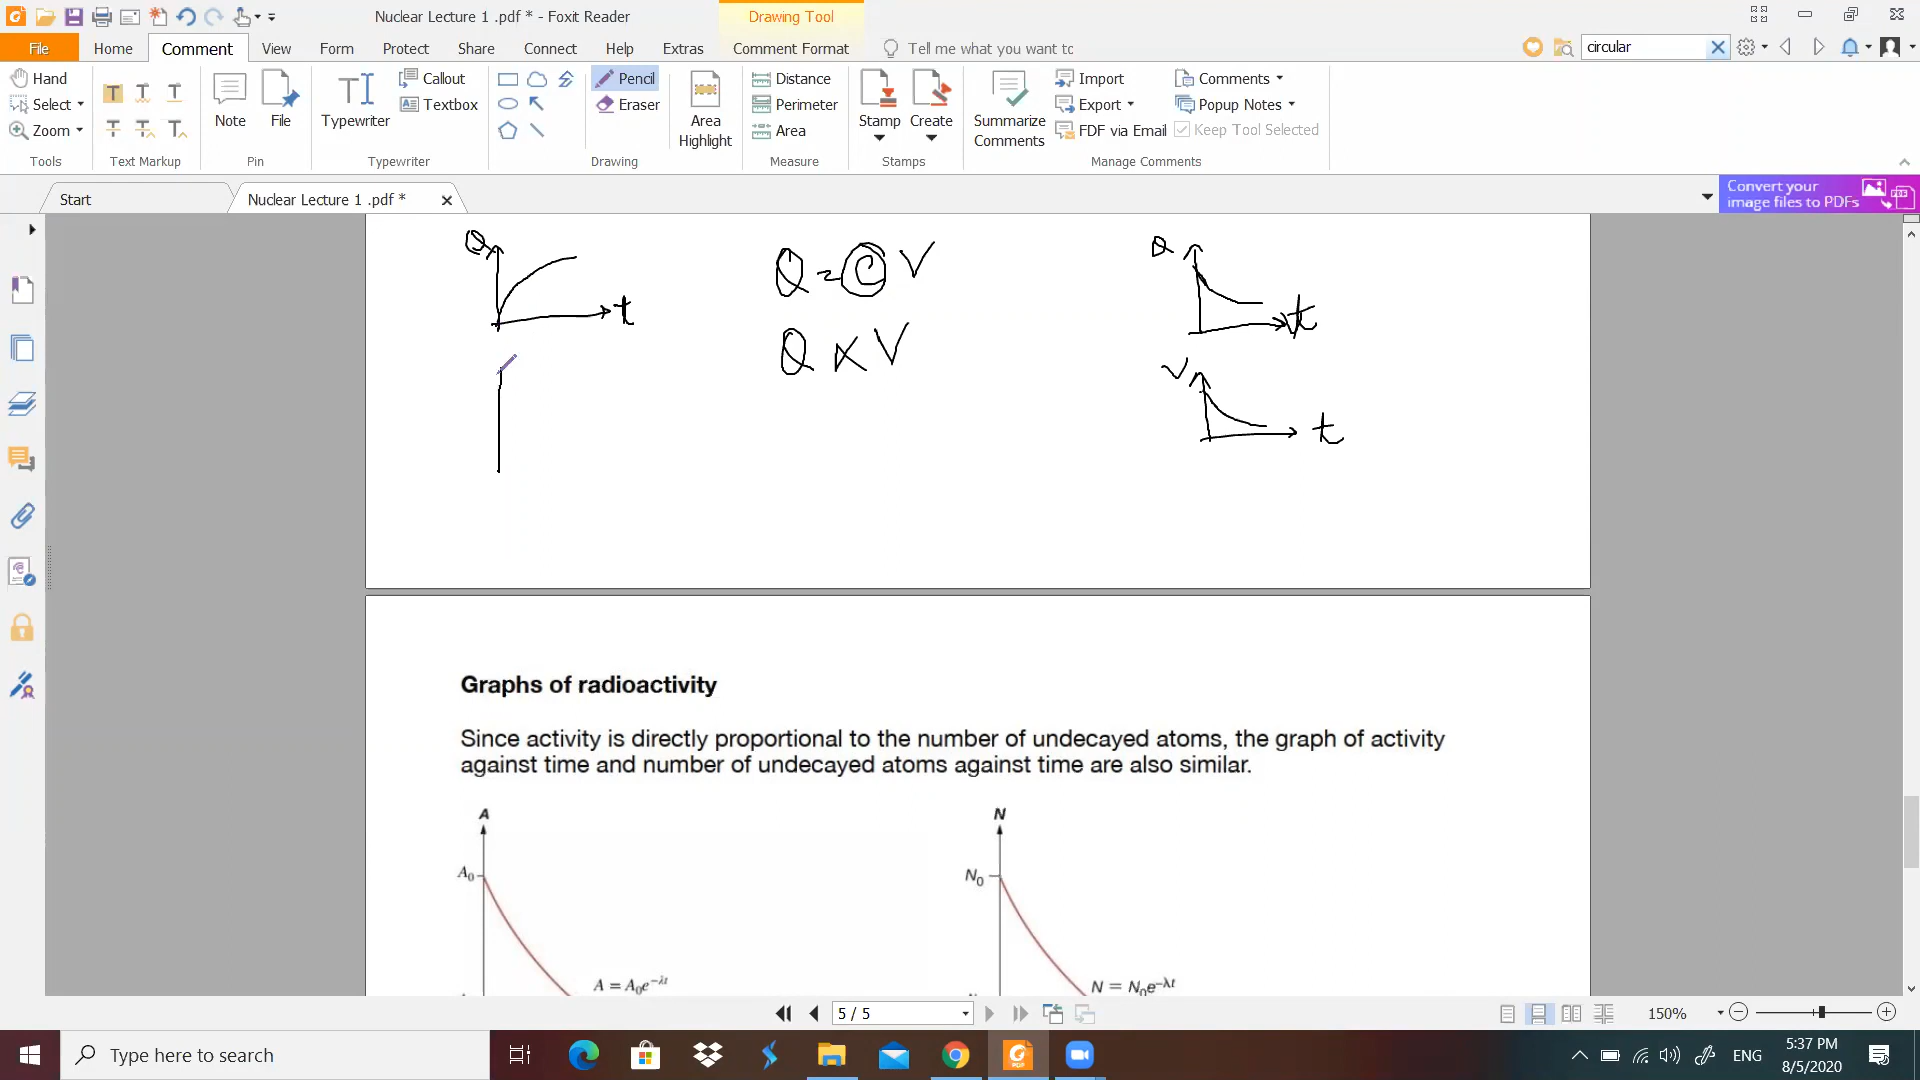 Nuclear Lecture 1 .pdf * - Foxit Reader
Drawing Tool
File Home Comment View Form Protect Share Connect Help Extras Comment Format Tell me what you want to circular
Hand
Select
Zoom
Tools
Text Markup
Note
File
Pin
Typewriter
Callout
Textbox
Typewriter
Pencil
Eraser
Drawing
Area
Highlight
Distance
Perimeter
Area
Measure
Stamp
Create
Stamps
Summarize
Comments
Import
Export
FDF via Email
Comments
Popup Notes
Keep Tool Selected
Manage Comments
Start
Nuclear Lecture 1 .pdf *
Convert your
image files to PDFs
Q
t
Q = C V
Q ∝ V
Q
t
V
t
Graphs of radioactivity
Since activity is directly proportional to the number of undecayed atoms, the graph of activity
against time and number of undecayed atoms against time are also similar.
A
A₀
A = A₀e⁻λt
N
N₀
N = N₀e⁻λt
5 / 5
150%
Type here to search
ENG
5:37 PM
8/5/2020